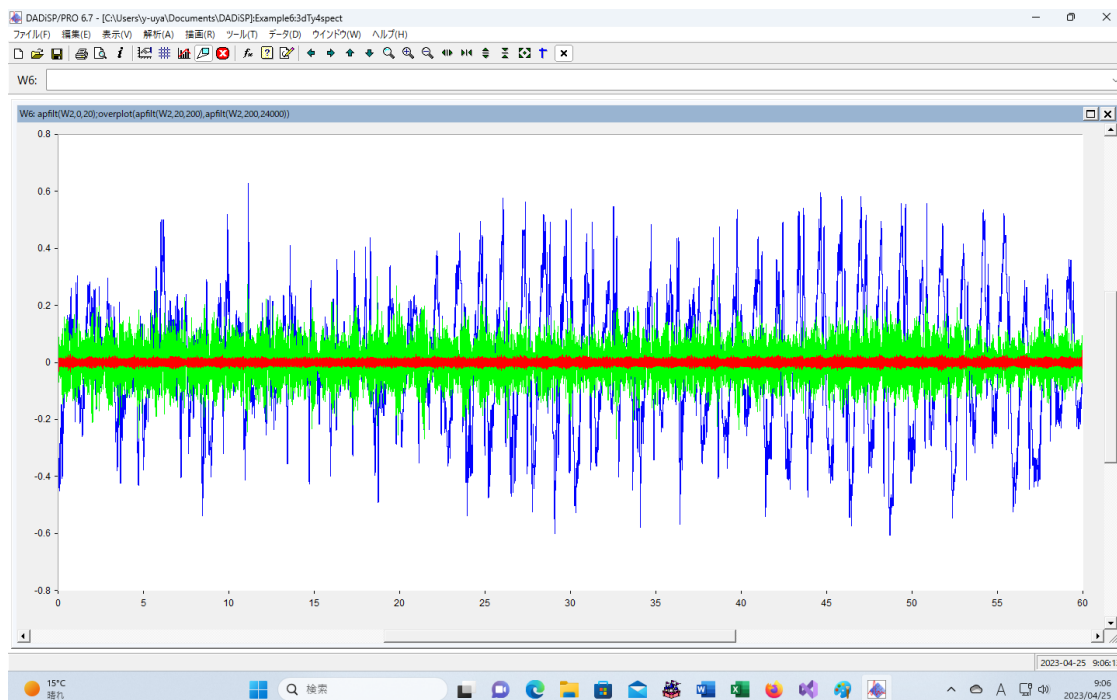 DADiSP/PRO 6.7 - [C:\Users\y-uya\Documents\DADiSP]:Example6:3dTy4spect
ファイル(F) 編集(E) 表示(V) 解析(A) 描画(R) ツール(T) データ(D) ウインドウ(W) ヘルプ(H)
W6:
W6: apfilt(W2,0,20);overplot(apfilt(W2,20,200),apfilt(W2,200,24000))
0.8
0.6
0.4
0.2
0
-0.2
-0.4
-0.6
-0.8
0 5 10 15 20 25 30 35 40 45 50 55 60
2023-04-25 9:06:1
15°C
晴れ
検索
A
9:06
2023/04/25